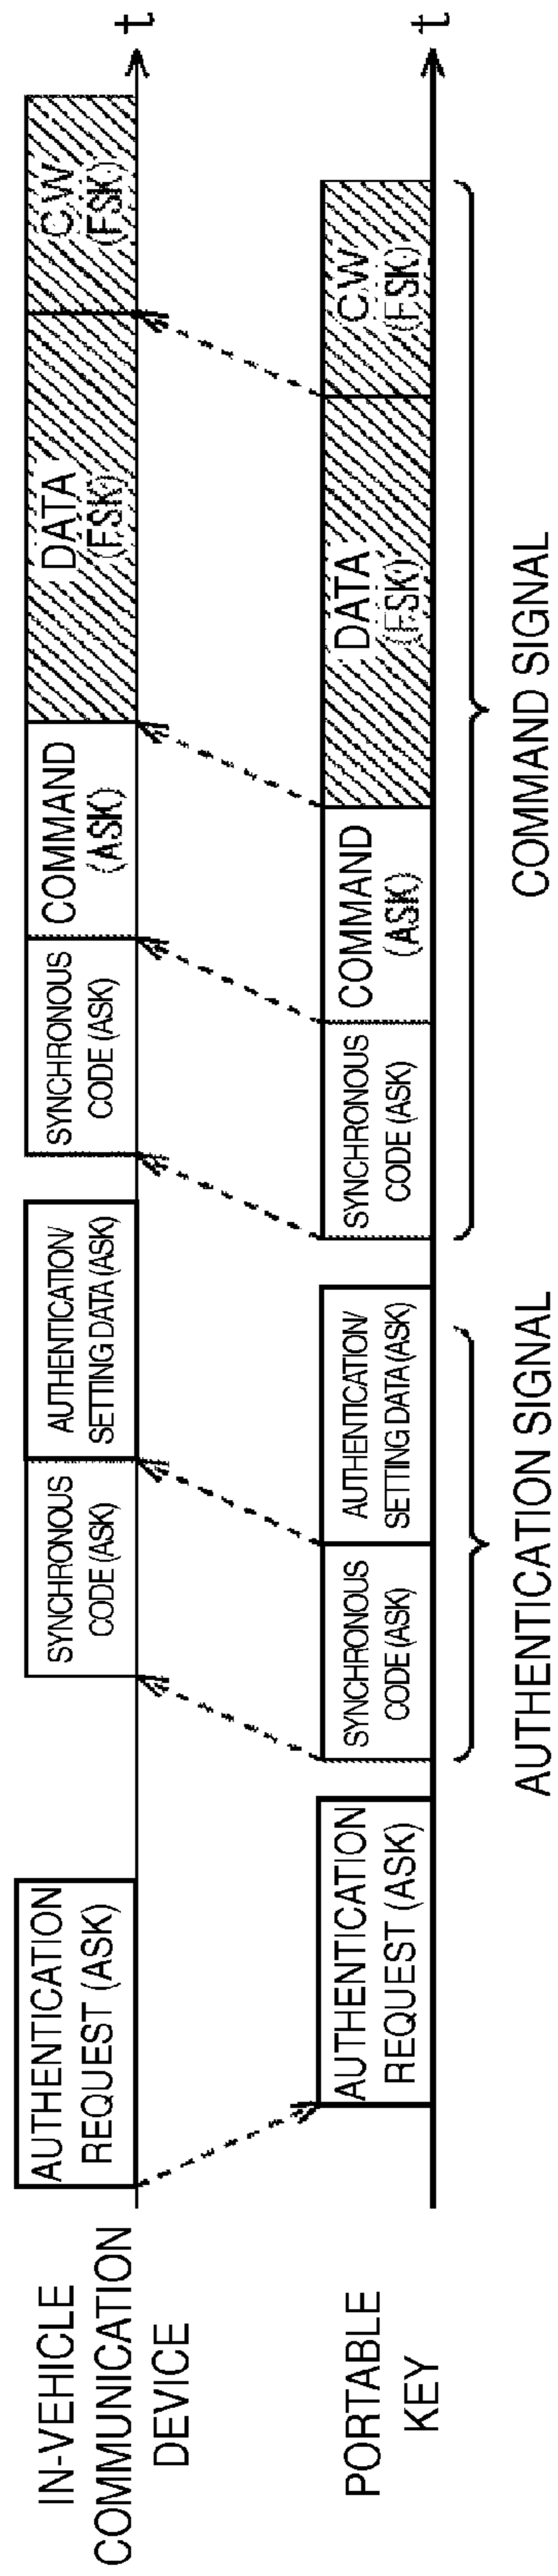 IN-VEHICLE
COMMUNICATION
DEVICE
AUTHENTICATION
REQUEST (ASK)
SYNCHRONOUS
CODE (ASK)
AUTHENTICATION/
SETTING DATA (ASK)
SYNCHRONOUS
CODE (ASK)
COMMAND
(ASK)
DATA
(FSK)
CW
(FSK)
t
PORTABLE
KEY
AUTHENTICATION
REQUEST (ASK)
SYNCHRONOUS
CODE (ASK)
AUTHENTICATION/
SETTING DATA (ASK)
SYNCHRONOUS
CODE (ASK)
COMMAND
(ASK)
DATA
(FSK)
CW
(FSK)
t
AUTHENTICATION SIGNAL
COMMAND SIGNAL